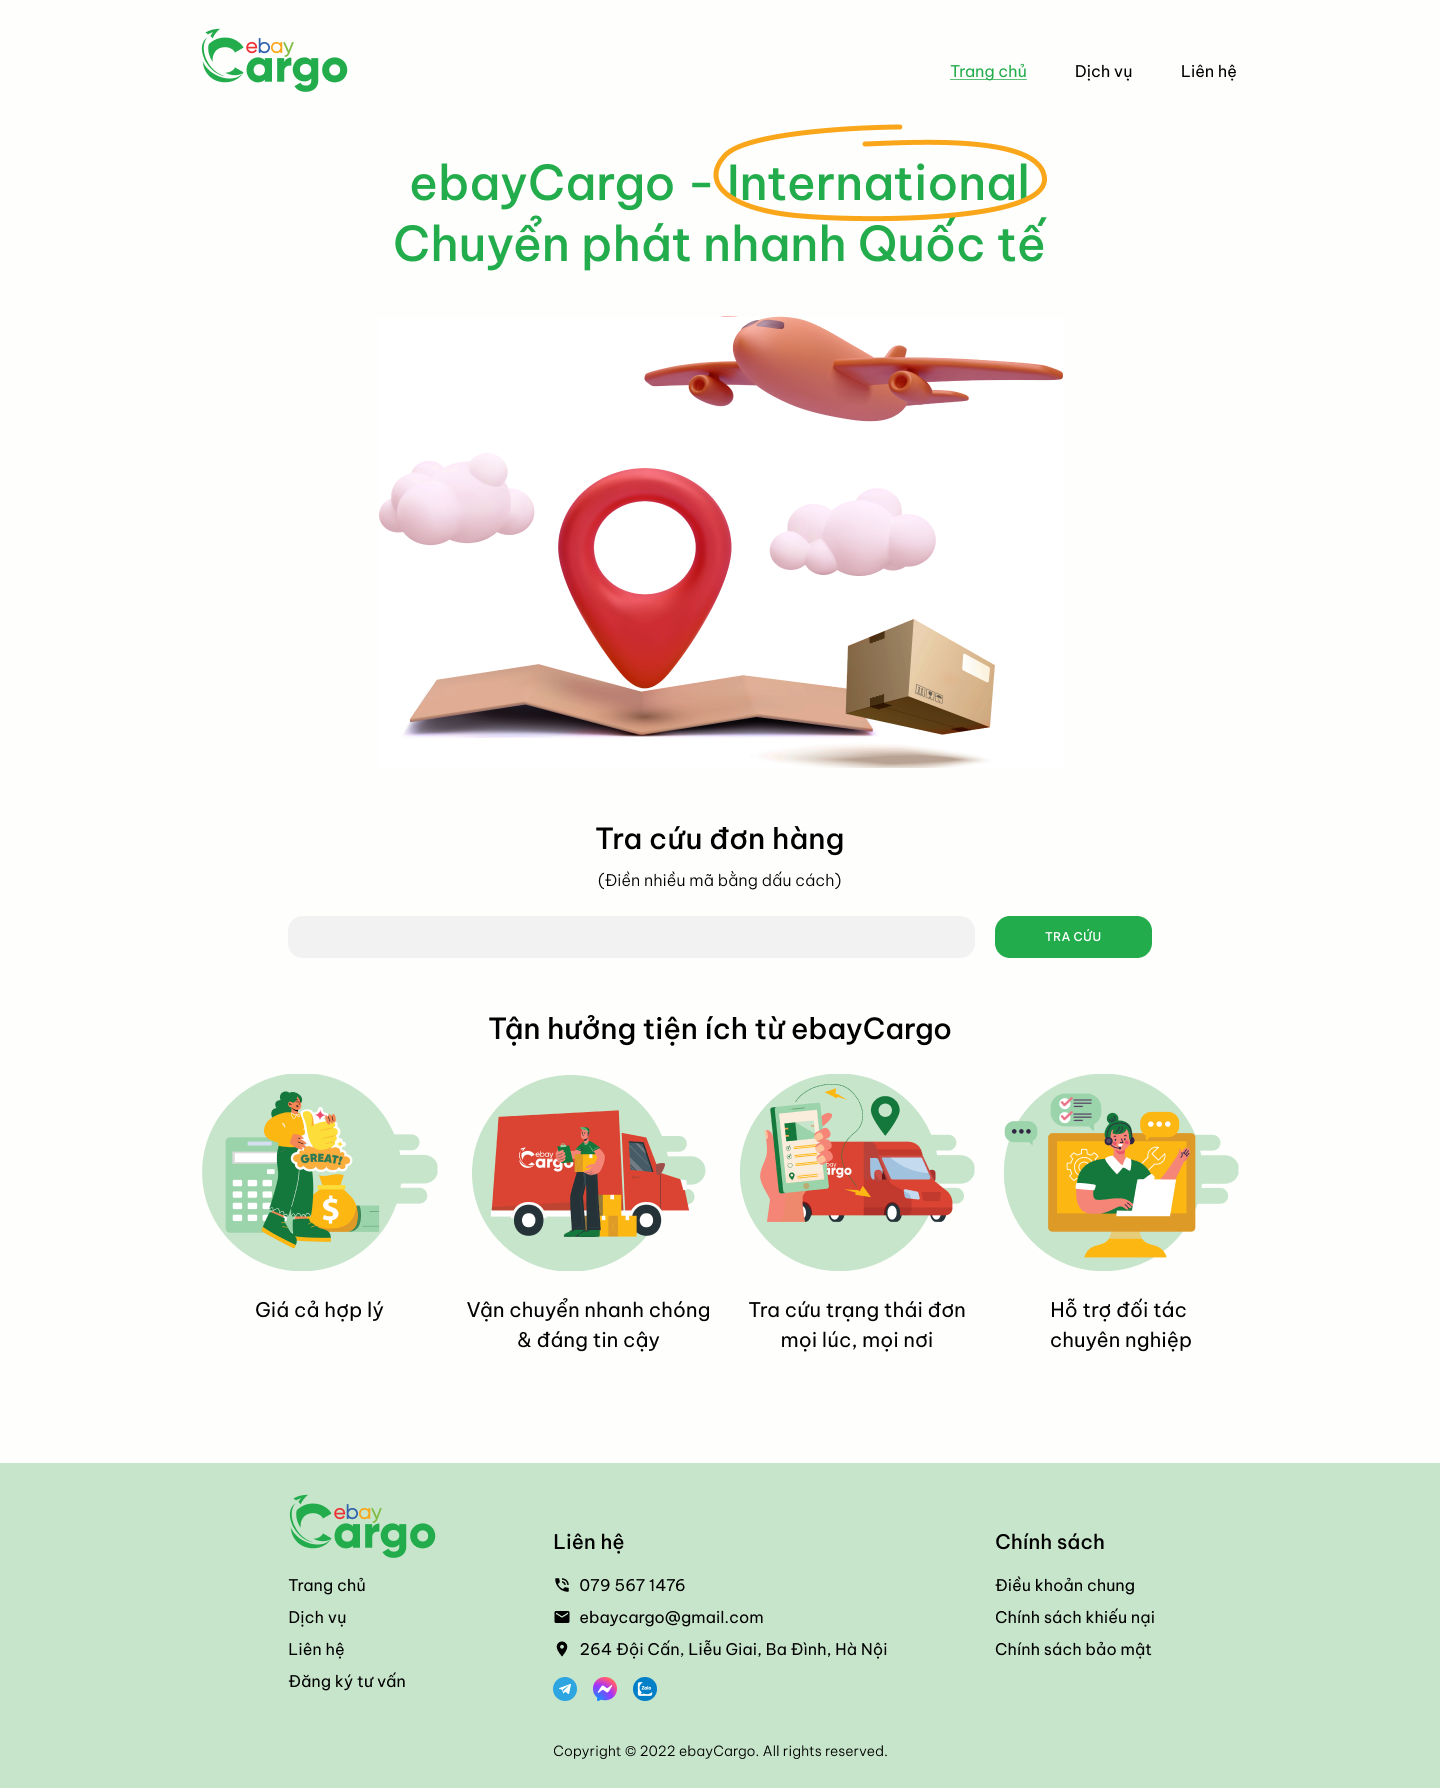 ebay
Cargo
Trang chủ
Dịch vụ
Liên hệ
ebayCargo - International
Chuyển phát nhanh Quốc tế
Tra cứu đơn hàng
(Điền nhiều mã bằng dấu cách)
TRA CỨU
Tận hưởng tiện ích từ ebayCargo
GREAT!
$
ebay
Cargo
Giá cả hợp lý
Vận chuyển nhanh chóng
& đáng tin cậy
Tra cứu trạng thái đơn
mọi lúc, mọi nơi
Hỗ trợ đối tác
chuyên nghiệp
ebay
Cargo
Trang chủ
Dịch vụ
Liên hệ
Đăng ký tư vấn
Liên hệ
079 567 1476
ebaycargo@gmail.com
264 Đội Cấn, Liễu Giai, Ba Đình, Hà Nội
Zalo
Chính sách
Điều khoản chung
Chính sách khiếu nại
Chính sách bảo mật
Copyright © 2022 ebayCargo. All rights reserved.